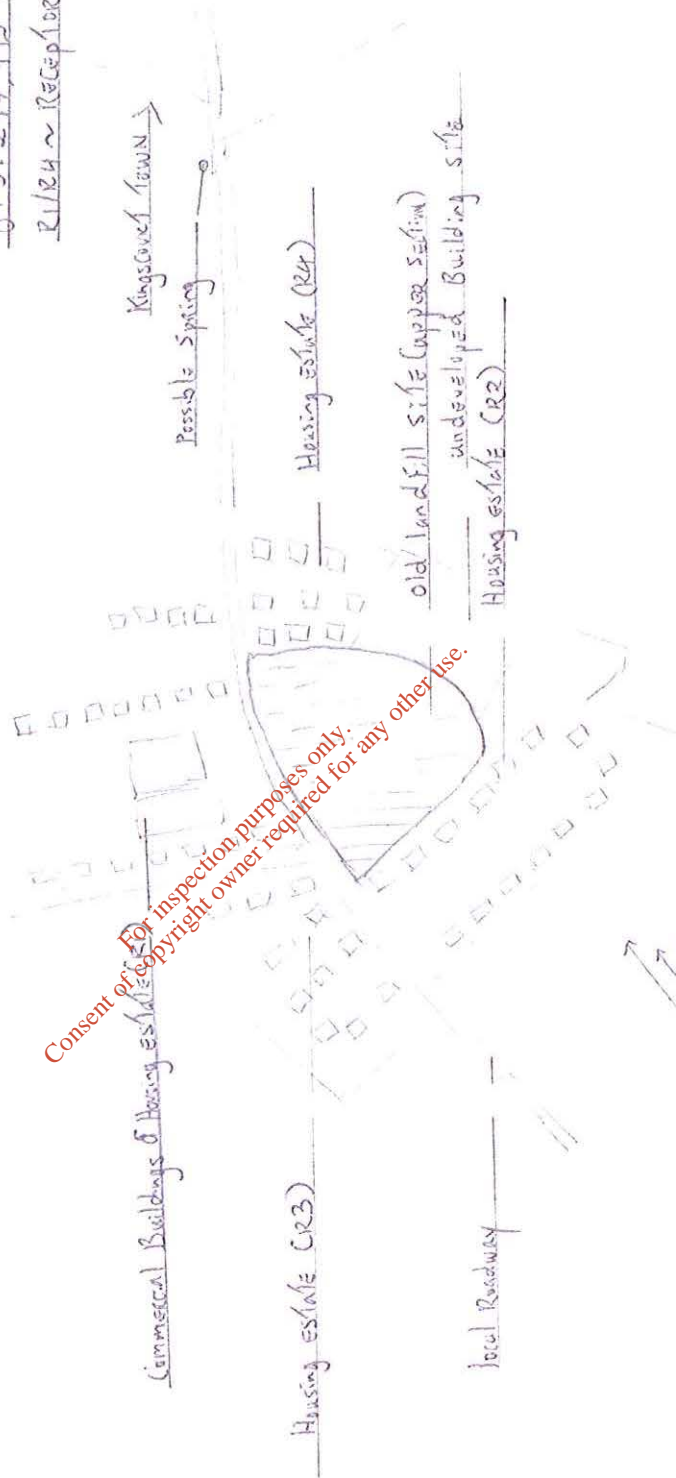 R1/R4 ~ Receptor
Kingscourt Town
Possible Spring
Housing Estate (R4)
old landfill site (upper section)
undeveloped Building site
Housing Estate (R2)
Commercial Buildings & Housing Estate
Housing Estate (R3)
local Roadway
For inspection purposes only.
Consent of copyright owner required for any other use.